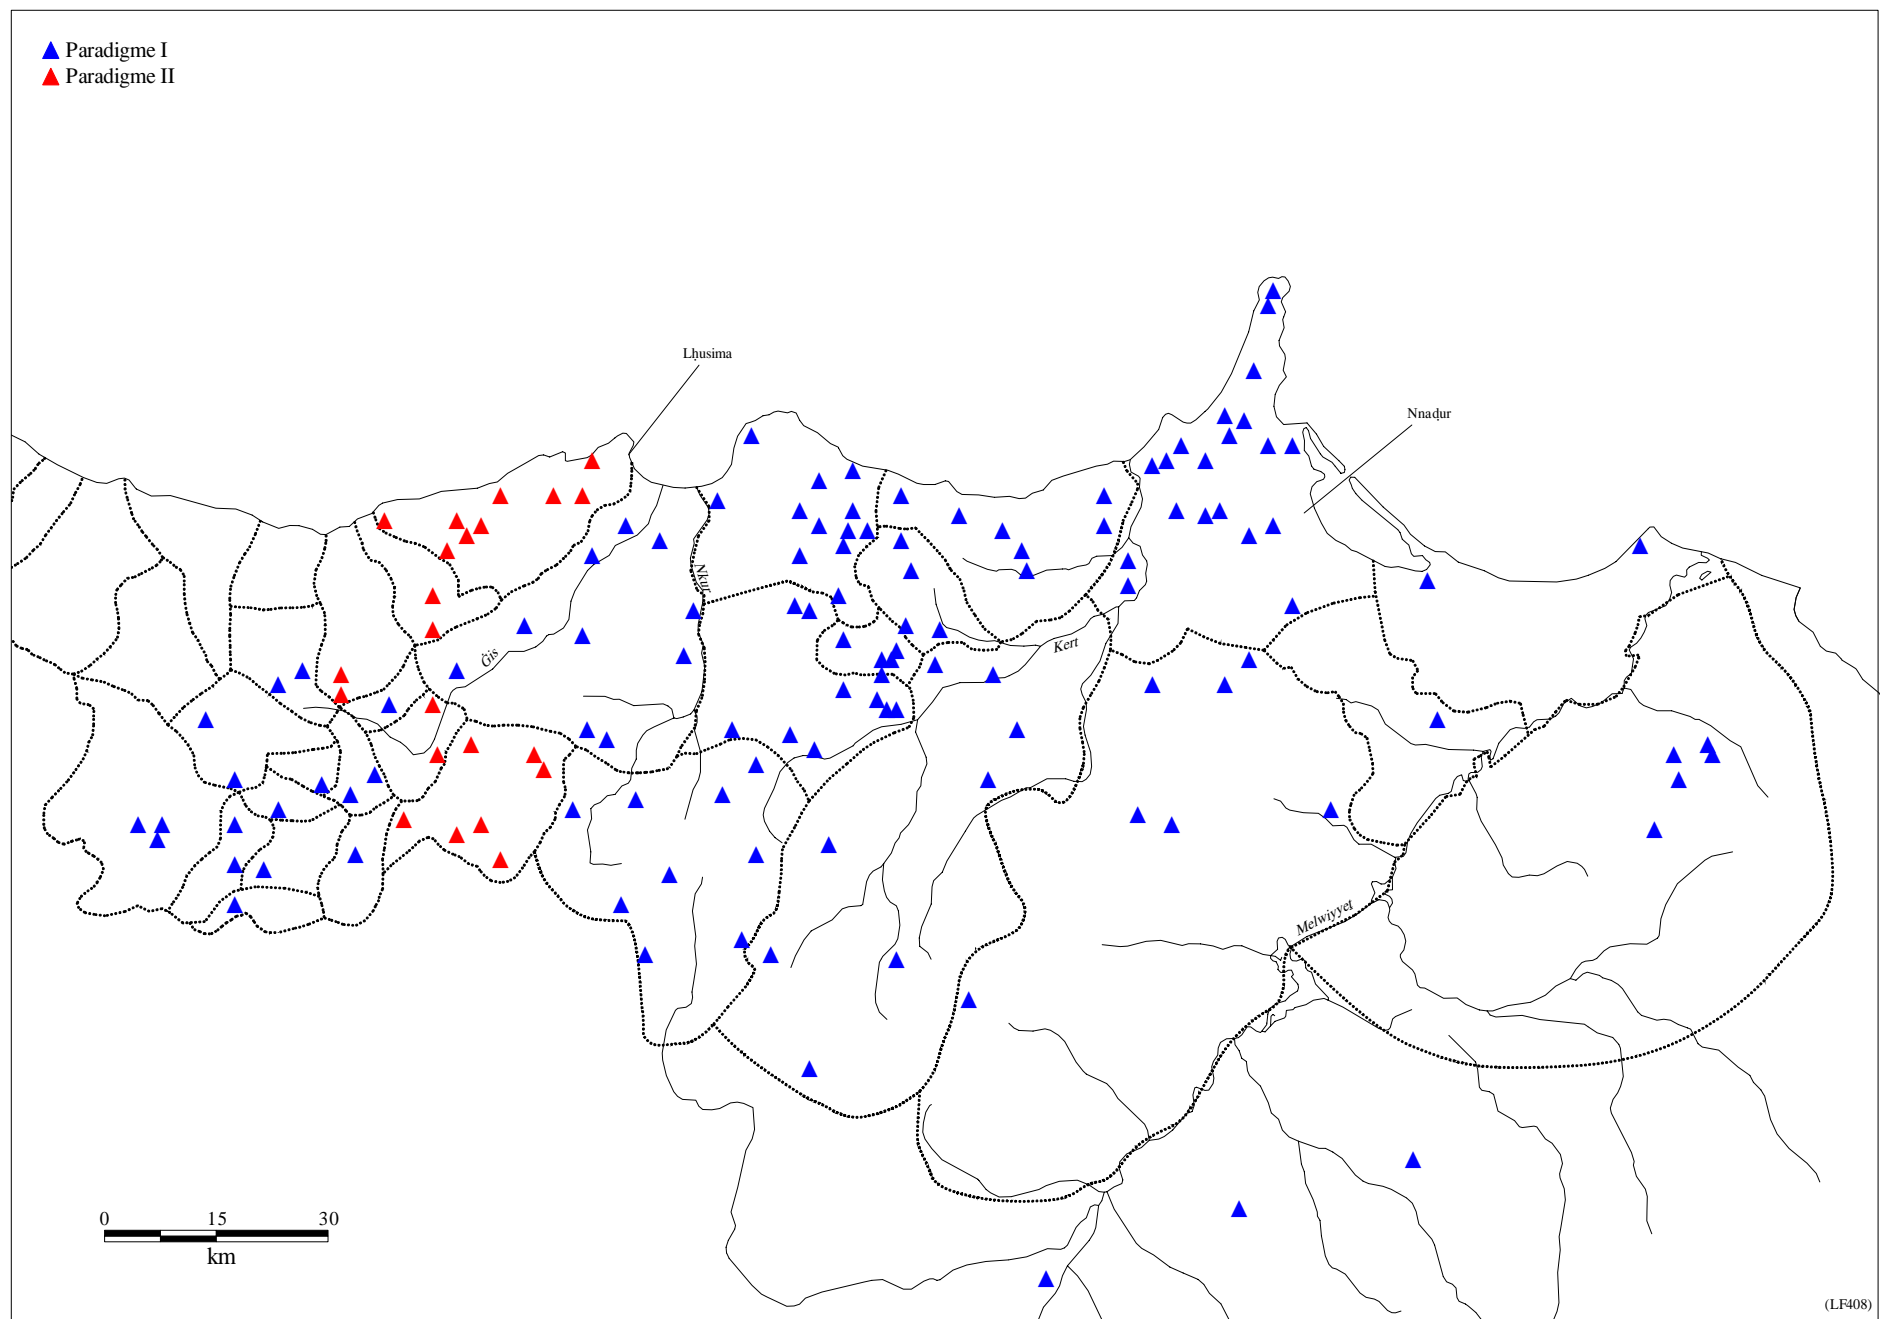 Paradigme I
Paradigme II
Lḥusima
Nnaḍur
Nkur
Ġis
Kert
Melwiyyet
0 15 30
km
(LF408)